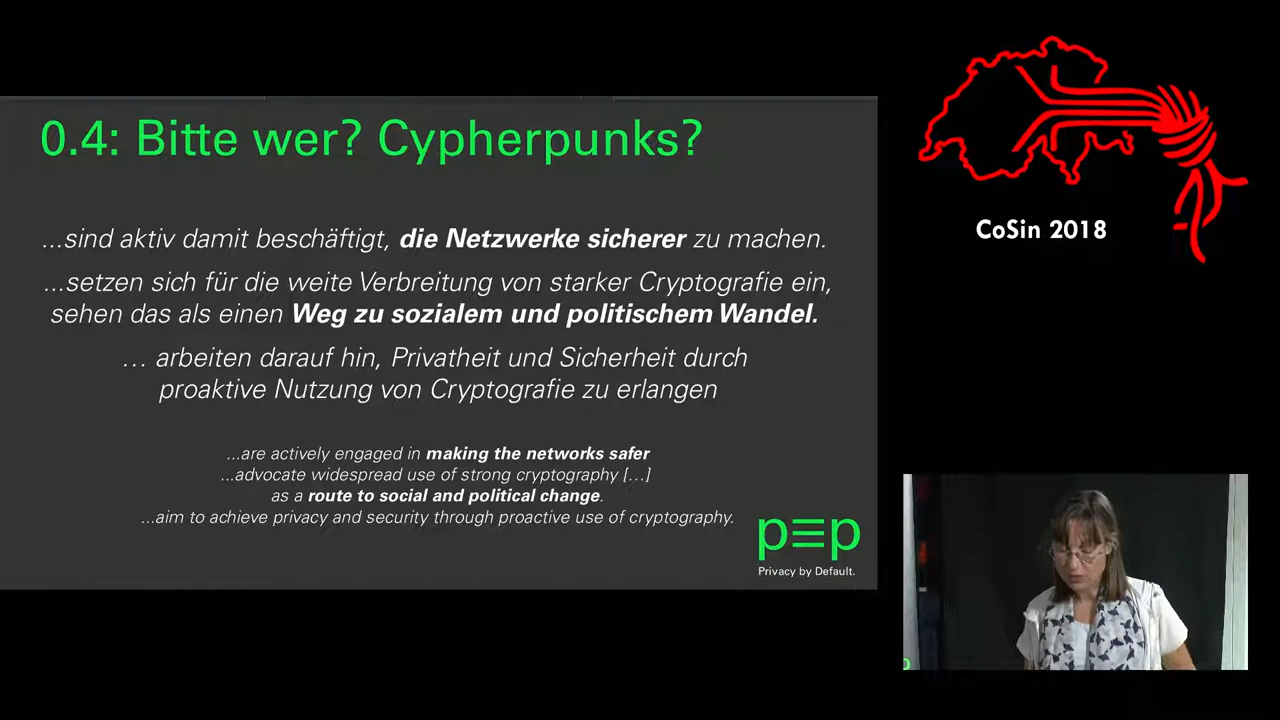 0.4: Bitte wer? Cypherpunks?
...sind aktiv damit beschäftigt, die Netzwerke sicherer zu machen.
...setzen sich für die weite Verbreitung von starker Cryptografie ein,
sehen das als einen Weg zu sozialem und politischem Wandel.
... arbeiten darauf hin, Privatheit und Sicherheit durch
proaktive Nutzung von Cryptografie zu erlangen
...are actively engaged in making the networks safer
...advocate widespread use of strong cryptography [...]
as a route to social and political change.
...aim to achieve privacy and security through proactive use of cryptography.
p≡p
Privacy by Default.
CoSin 2018